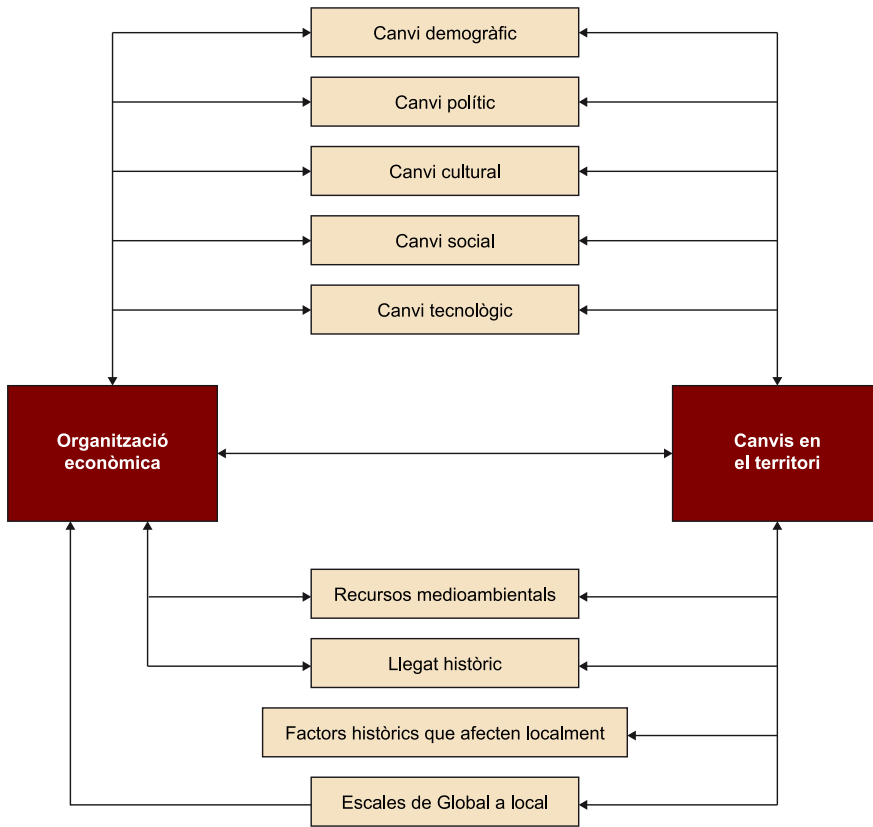 Canvi demogràfic
Canvi polític
Canvi cultural
Canvi social
Canvi tecnològic
Organització
econòmica
Canvis en
el territori
Recursos medioambientals
Llegat històric
Factors històrics que afecten localment
Escales de Global a local